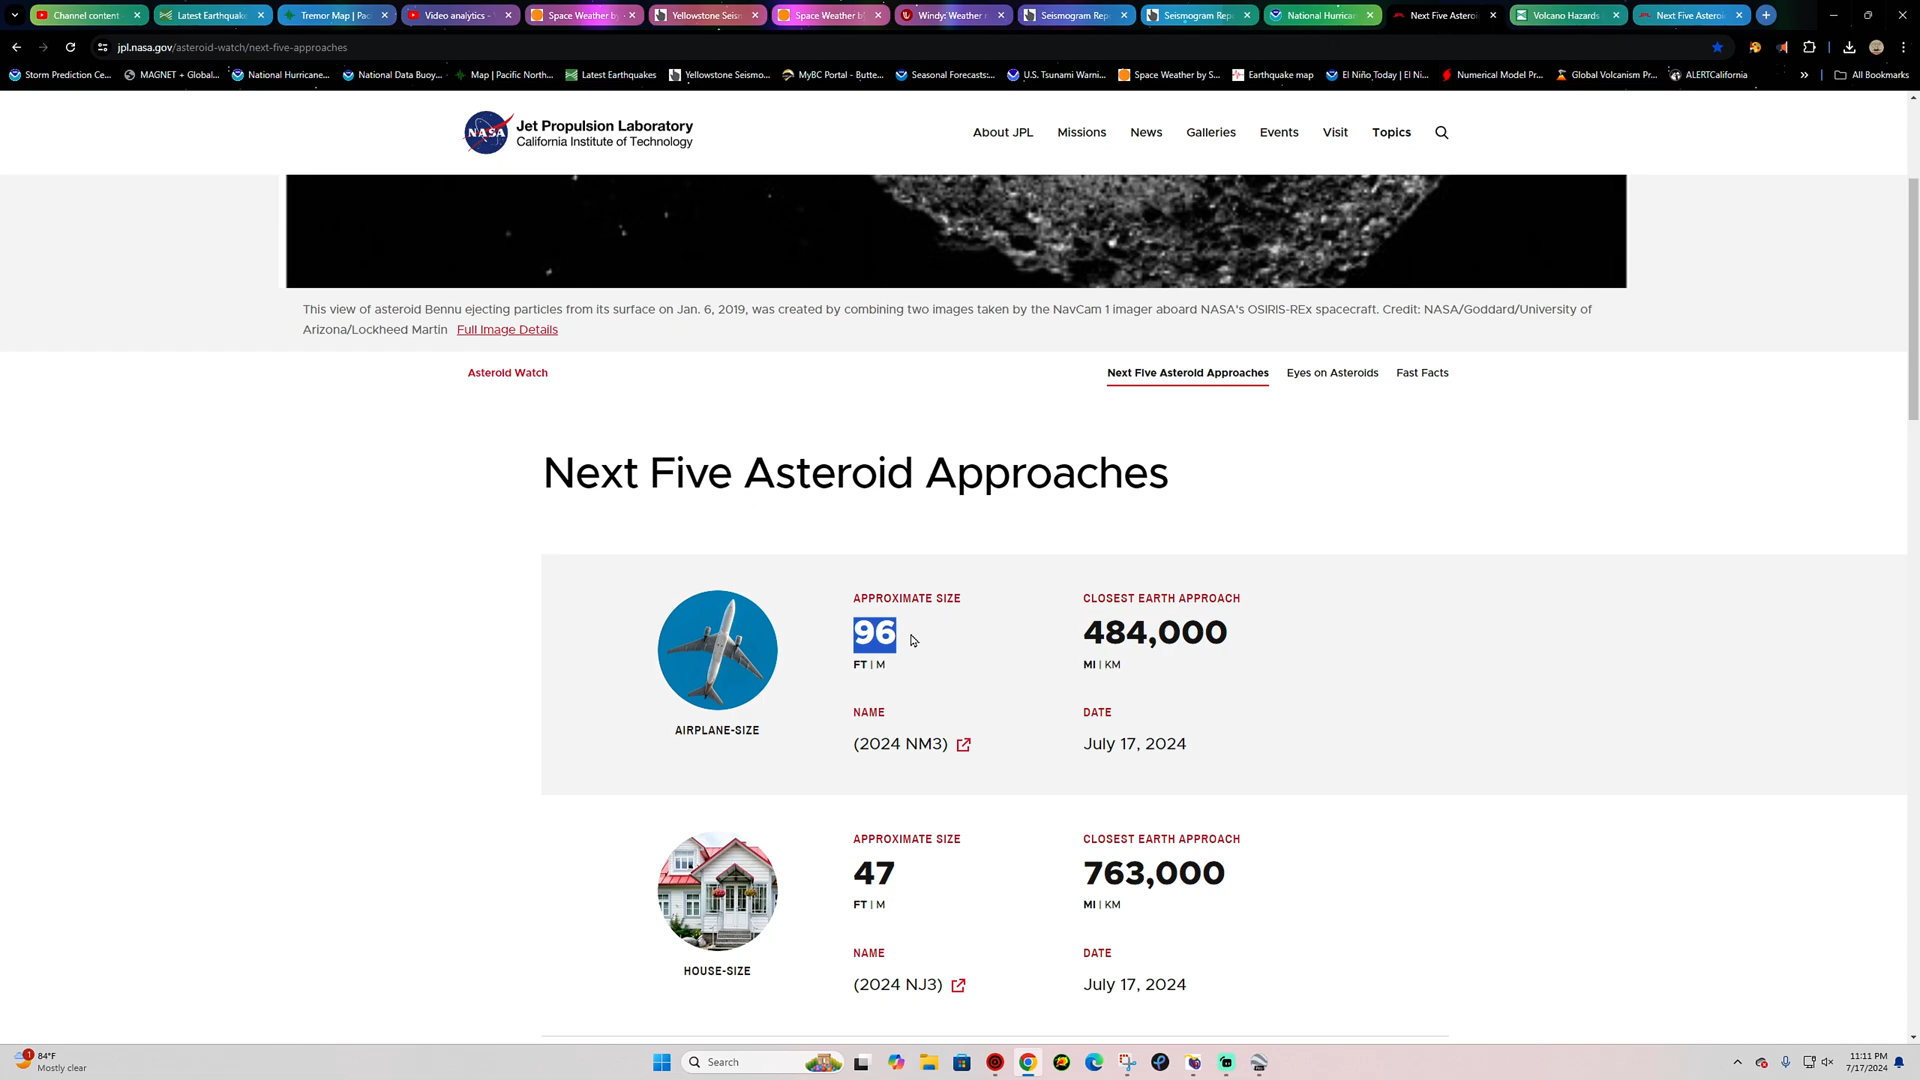 Channel content
Latest Earthquake
Tremor Map | Pac
Video analytics -
Space Weather by
Yellowstone Seism
Space Weather by
Windy: Weather r
Seismogram Rep
Seismogram Rep
National Hurrican
Next Five Asteroi
Volcano Hazards
Next Five Asteroid
jpl.nasa.gov/asteroid-watch/next-five-approaches
Storm Prediction Ce...
MAGNET + Global...
National Hurricane...
National Data Buoy...
Map | Pacific North...
Latest Earthquakes
Yellowstone Seismo...
MyBC Portal - Butte...
Seasonal Forecasts:...
U.S. Tsunami Warni...
Space Weather by S...
Earthquake map
El Niño Today | El Ni...
Numerical Model Pr...
Global Volcanism Pr...
ALERTCalifornia
All Bookmarks
NASA
Jet Propulsion Laboratory
California Institute of Technology
About JPL
Missions
News
Galleries
Events
Visit
Topics
This view of asteroid Bennu ejecting particles from its surface on Jan. 6, 2019, was created by combining two images taken by the NavCam 1 imager aboard NASA's OSIRIS-REx spacecraft. Credit: NASA/Goddard/University of
Arizona/Lockheed Martin Full Image Details
Asteroid Watch
Next Five Asteroid Approaches
Eyes on Asteroids
Fast Facts
Next Five Asteroid Approaches
APPROXIMATE SIZE
CLOSEST EARTH APPROACH
96
484,000
FT | M
MI | KM
NAME
DATE
AIRPLANE-SIZE
(2024 NM3)
July 17, 2024
APPROXIMATE SIZE
CLOSEST EARTH APPROACH
47
763,000
FT | M
MI | KM
NAME
DATE
HOUSE-SIZE
(2024 NJ3)
July 17, 2024
1
84°F
Mostly clear
Search
11:11 PM
7/17/2024